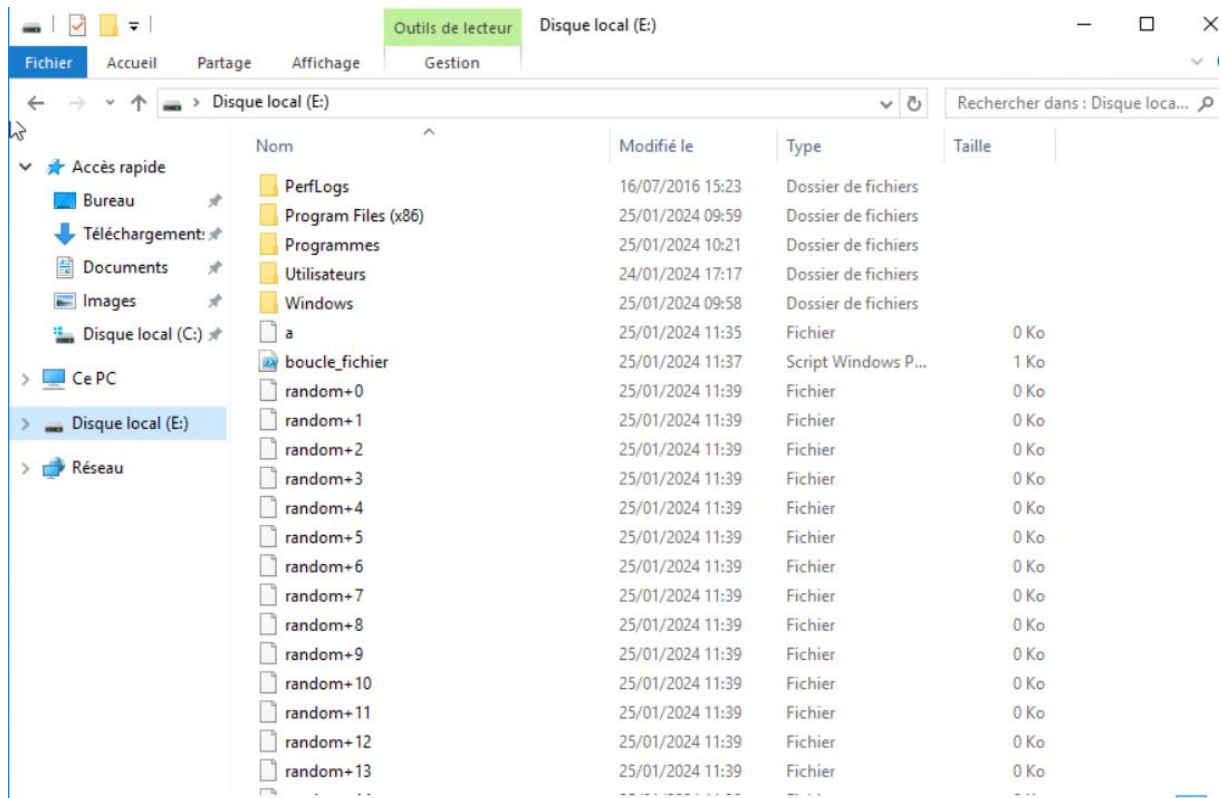 Outils de lecteur Disque local (E:)
Fichier Accueil Partage Affichage Gestion
Disque local (E:) Rechercher dans : Disque loca...
Nom Modifié le Type Taille
Accès rapide
Bureau
Téléchargement:
Documents
Images
Disque local (C:)
Ce PC
Disque local (E:)
Réseau
PerfLogs 16/07/2016 15:23 Dossier de fichiers
Program Files (x86) 25/01/2024 09:59 Dossier de fichiers
Programmes 25/01/2024 10:21 Dossier de fichiers
Utilisateurs 24/01/2024 17:17 Dossier de fichiers
Windows 25/01/2024 09:58 Dossier de fichiers
a 25/01/2024 11:35 Fichier 0 Ko
boucle_fichier 25/01/2024 11:37 Script Windows P... 1 Ko
random+0 25/01/2024 11:39 Fichier 0 Ko
random+1 25/01/2024 11:39 Fichier 0 Ko
random+2 25/01/2024 11:39 Fichier 0 Ko
random+3 25/01/2024 11:39 Fichier 0 Ko
random+4 25/01/2024 11:39 Fichier 0 Ko
random+5 25/01/2024 11:39 Fichier 0 Ko
random+6 25/01/2024 11:39 Fichier 0 Ko
random+7 25/01/2024 11:39 Fichier 0 Ko
random+8 25/01/2024 11:39 Fichier 0 Ko
random+9 25/01/2024 11:39 Fichier 0 Ko
random+10 25/01/2024 11:39 Fichier 0 Ko
random+11 25/01/2024 11:39 Fichier 0 Ko
random+12 25/01/2024 11:39 Fichier 0 Ko
random+13 25/01/2024 11:39 Fichier 0 Ko